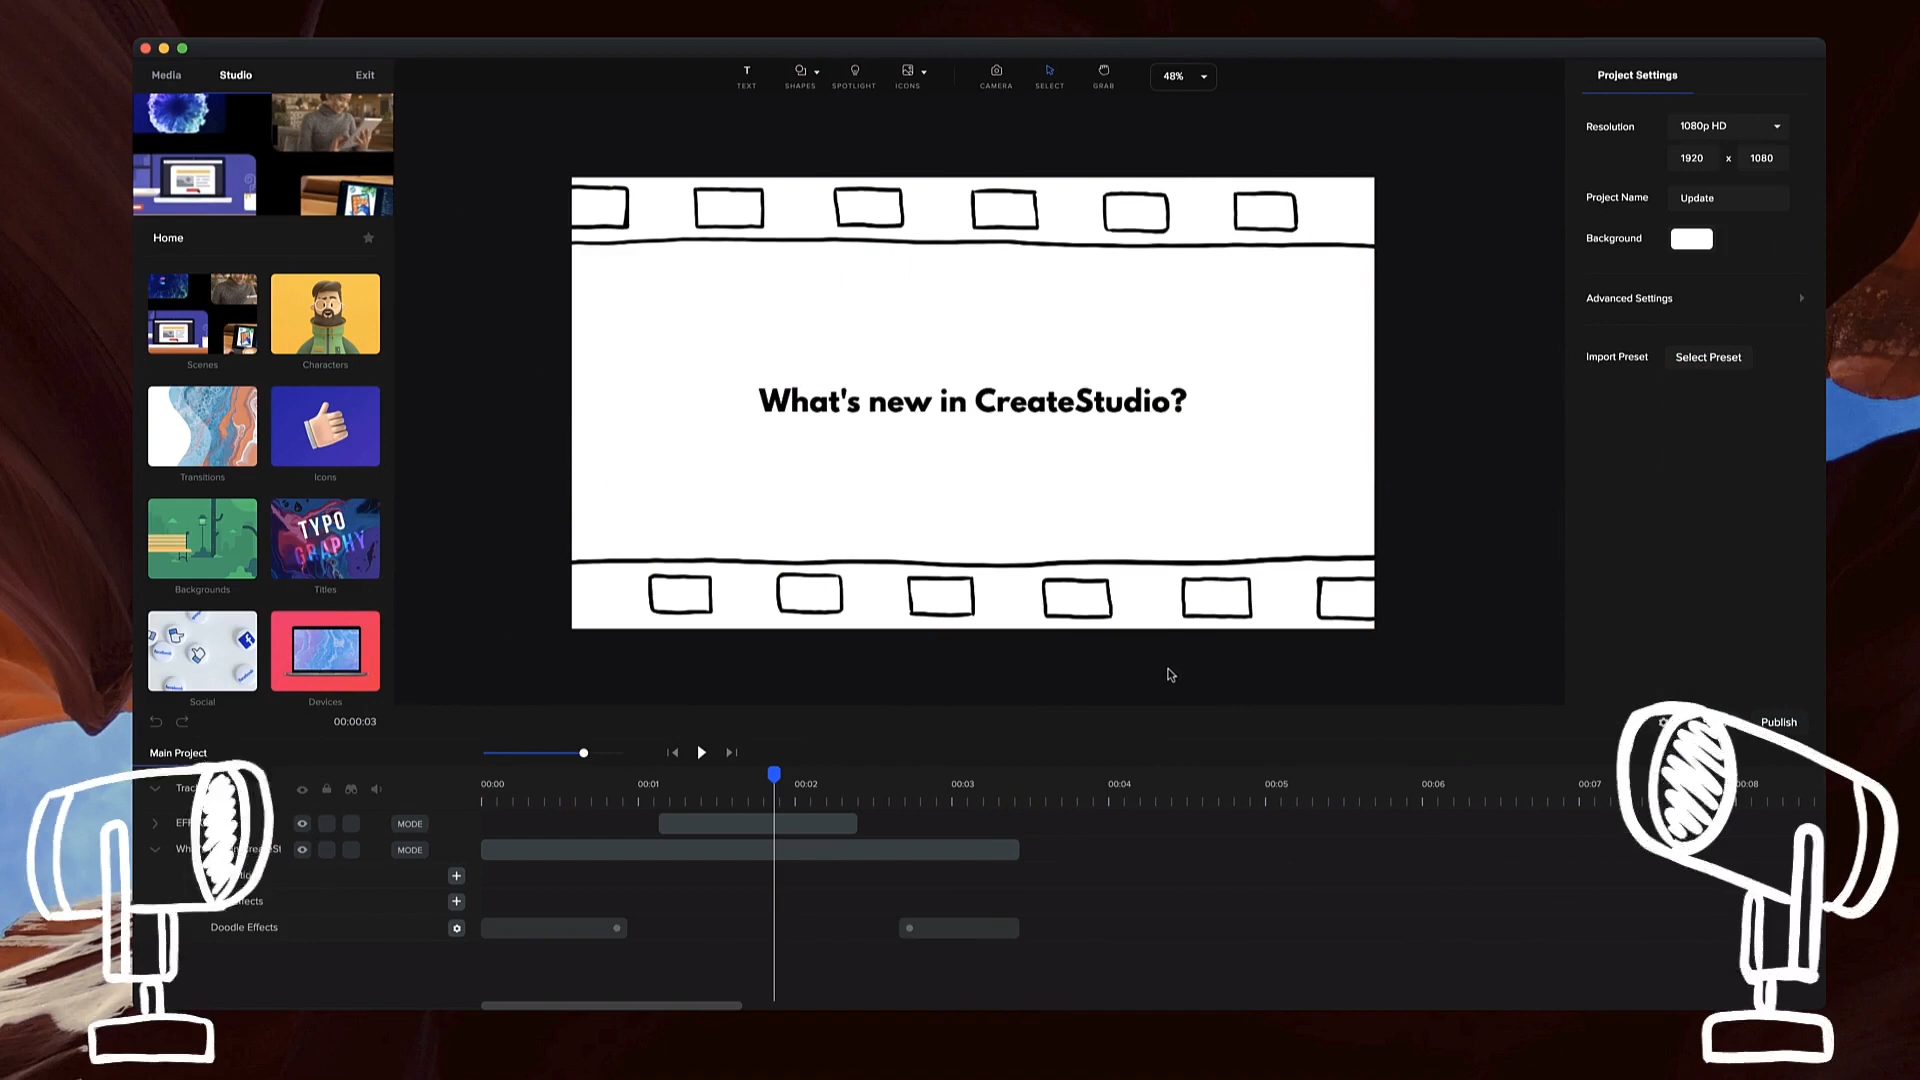 Media Studio Exit
TEXT SHAPES SPOTLIGHT ICONS CAMERA SELECT GRAB 48%
Project Settings
Resolution 1080p HD
1920 x 1080
Project Name Update
Background
Advanced Settings
Import Preset Select Preset
Home
Scenes Characters
Transitions Icons
TYPO
GRAPHY
Backgrounds Titles
Social Devices
What's new in CreateStudio?
00:00:03
Publish
Main Project
00:00 00:01 00:02 00:03 00:04 00:05 00:06 00:07 00:08
MODE
MODE
Doodle Effects